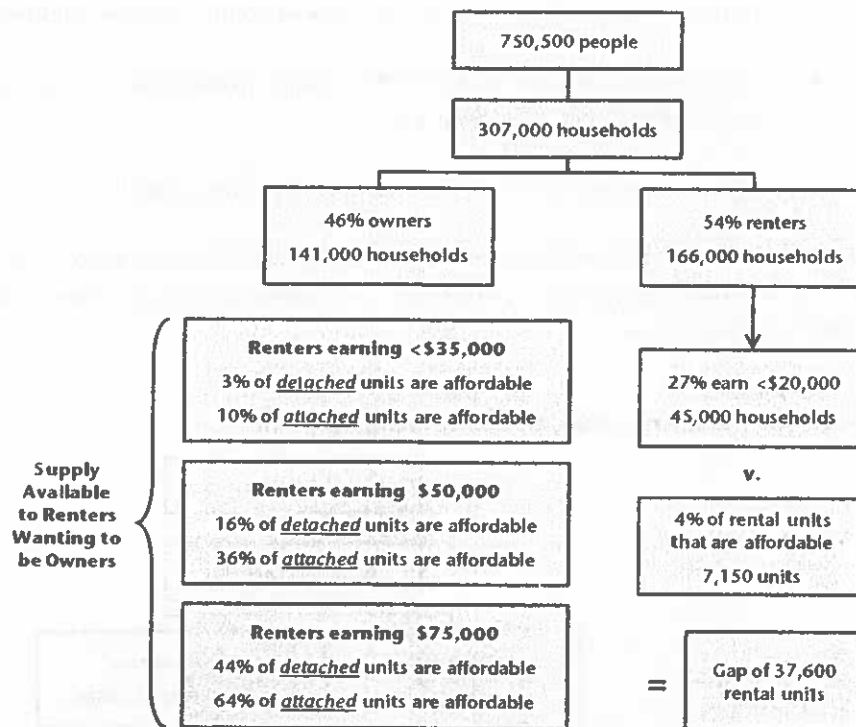 750,500 people
307,000 households
46% owners
141,000 households
54% renters
166,000 households
Supply
Available
to Renters
Wanting to
be Owners
Renters earning <$35,000
3% of detached units are affordable
10% of attached units are affordable
Renters earning $50,000
16% of detached units are affordable
36% of attached units are affordable
Renters earning $75,000
44% of detached units are affordable
64% of attached units are affordable
27% earn <$20,000
45,000 households
v.
4% of rental units
that are affordable
7,150 units
=
Gap of 37,600
rental units